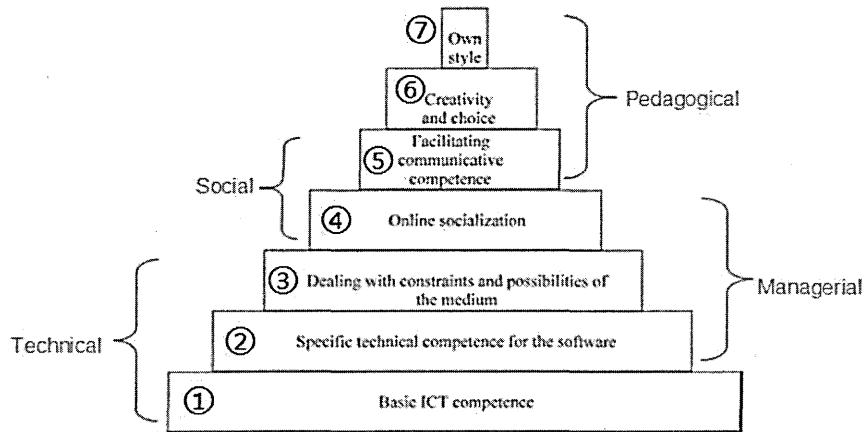 ⑦ Own
style
⑥ Creativity
and choice
Pedagogical
Facilitating
⑤ communicative
competence
Social
④ Online socialization
③ Dealing with constraints and possibilities of
the medium
Managerial
Technical
② Specific technical competence for the software
① Basic ICT competence